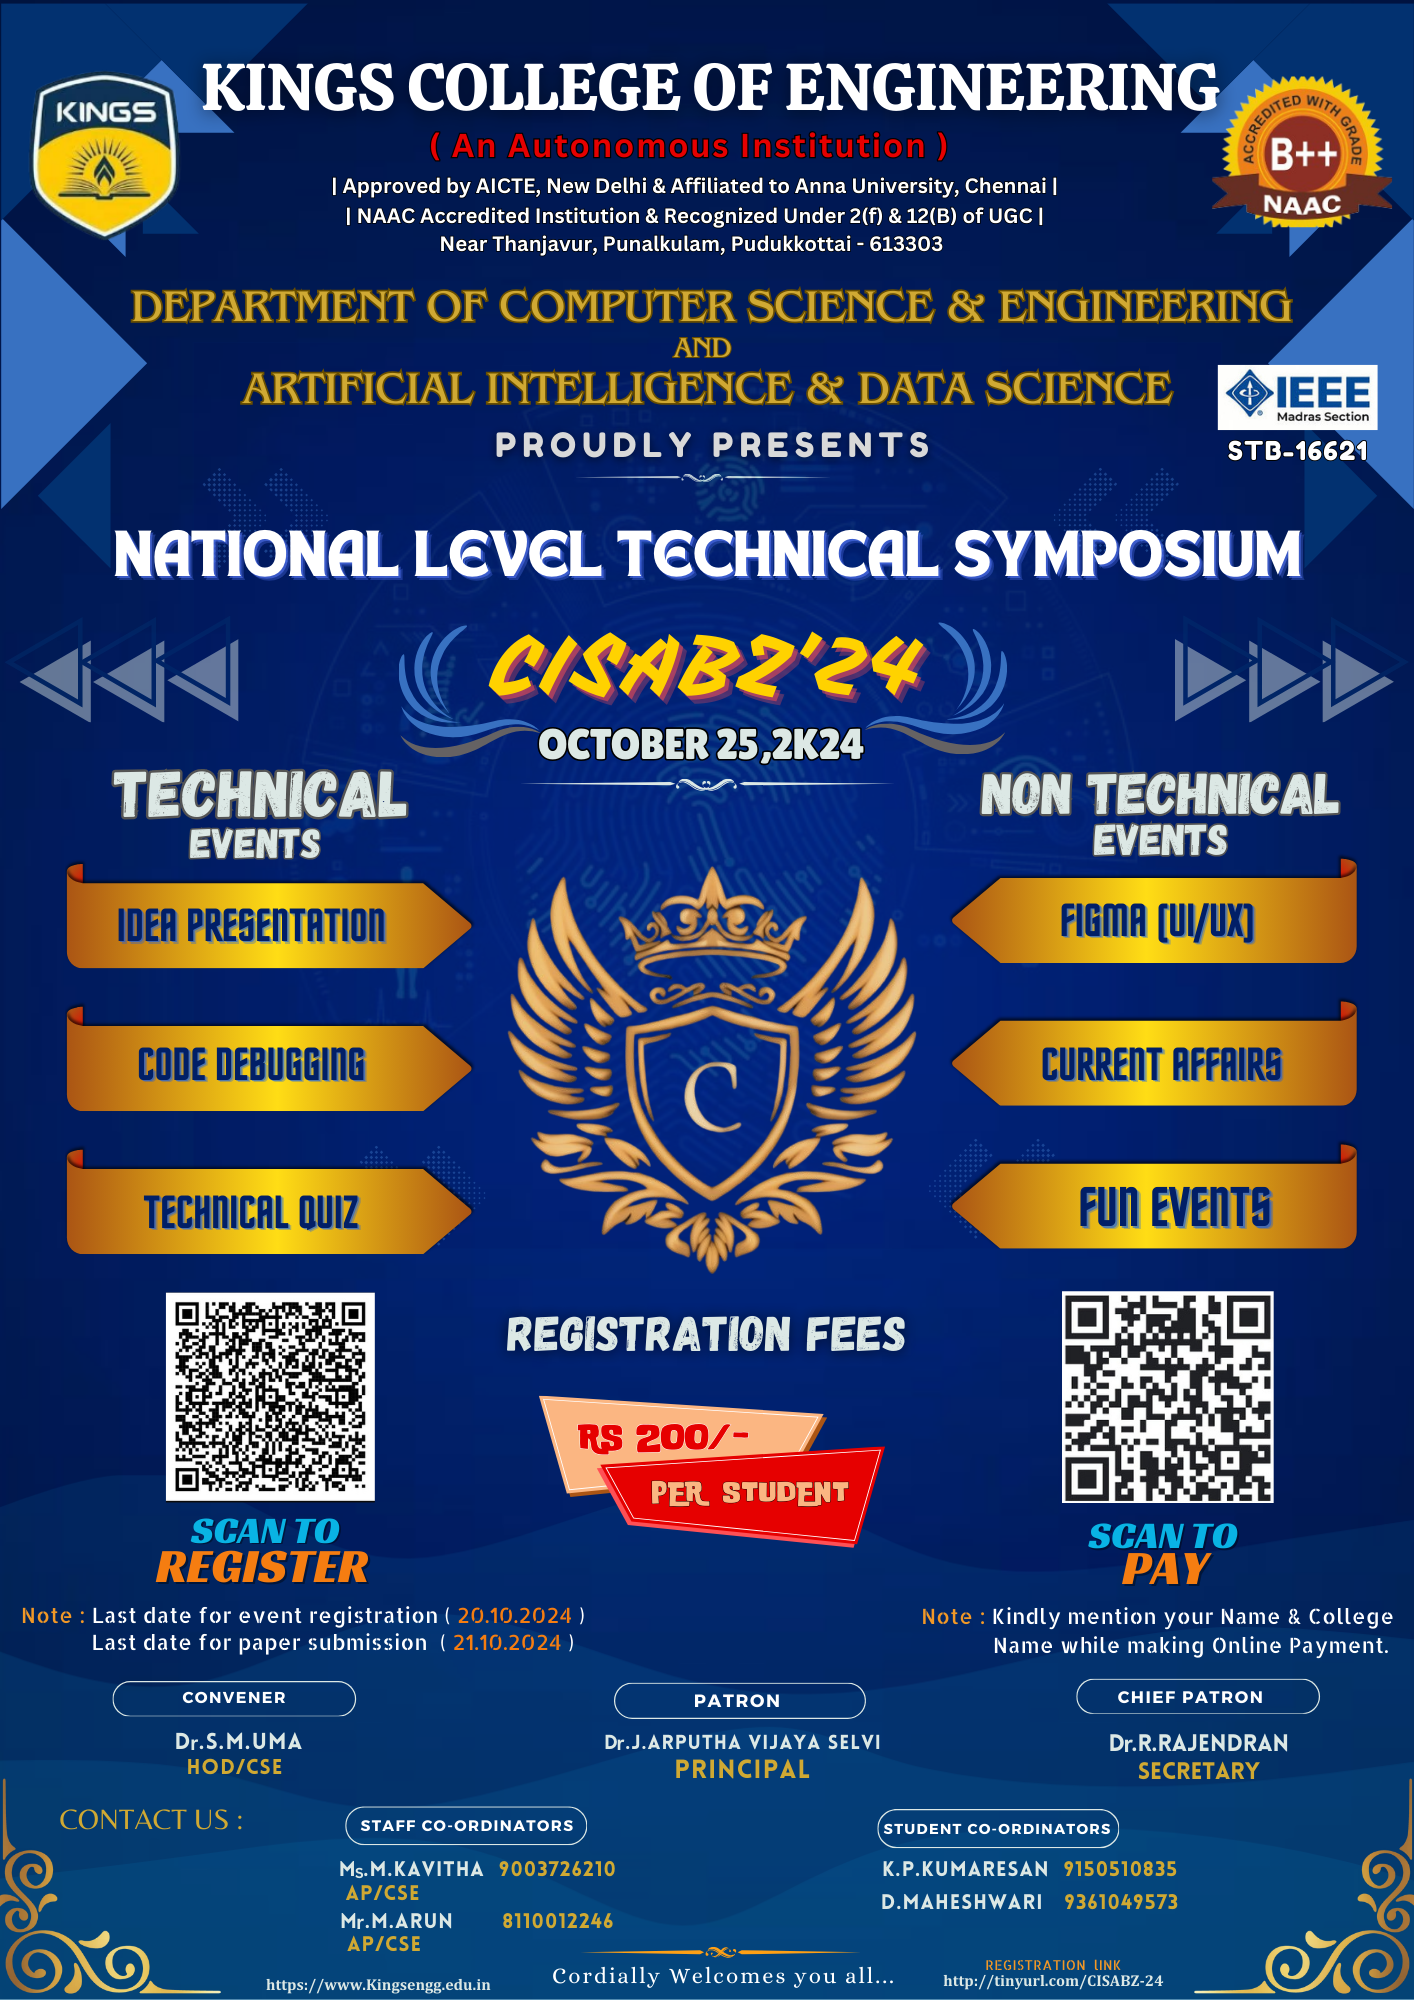 KINGS COLLEGE OF ENGINEERING
( An Autonomous Institution )
| Approved by AICTE, New Delhi & Affiliated to Anna University, Chennai |
| NAAC Accredited Institution & Recognized Under 2(f) & 12(B) of UGC |
Near Thanjavur, Punalkulam, Pudukkottai - 613303
KINGS
ACCREDITED WITH GRADE
B++
NAAC
DEPARTMENT OF COMPUTER SCIENCE & ENGINEERING
AND
ARTIFICIAL INTELLIGENCE & DATA SCIENCE
IEEE
Madras Section
STB-16621
PROUDLY PRESENTS
NATIONAL LEVEL TECHNICAL SYMPOSIUM
CISABZ'24
OCTOBER 25,2K24
TECHNICAL
EVENTS
IDEA PRESENTATION
CODE DEBUGGING
TECHNICAL QUIZ
C
NON TECHNICAL
EVENTS
FIGMA (UI/UX)
CURRENT AFFAIRS
FUN EVENTS
SCAN TO
REGISTER
REGISTRATION FEES
RS 200/-
PER STUDENT
SCAN TO
PAY
Note : Last date for event registration ( 20.10.2024 )
Last date for paper submission ( 21.10.2024 )
Note : Kindly mention your Name & College
Name while making Online Payment.
CONVENER
Dr.S.M.UMA
HOD/CSE
PATRON
Dr.J.ARPUTHA VIJAYA SELVI
PRINCIPAL
CHIEF PATRON
Dr.R.RAJENDRAN
SECRETARY
CONTACT US :
STAFF CO-ORDINATORS
Ms.M.KAVITHA 9003726210
AP/CSE
Mr.M.ARUN 8110012246
AP/CSE
STUDENT CO-ORDINATORS
K.P.KUMARESAN 9150510835
D.MAHESHWARI 9361049573
https://www.Kingsengg.edu.in
Cordially Welcomes you all...
REGISTRATION LINK
http://tinyurl.com/CISABZ-24